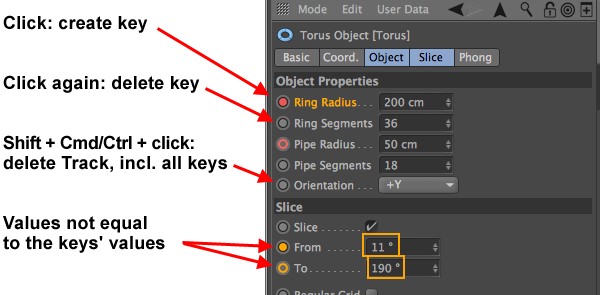 Click: create key
Click again: delete key
Shift + Cmd/Ctrl + click:
delete Track, incl. all keys
Values not equal
to the keys' values
Mode Edit User Data
Torus Object [Torus]
Basic Coord. Object Slice Phong
Object Properties
Ring Radius . . . 200 cm
Ring Segments 36
Pipe Radius . . . 50 cm
Pipe Segments 18
Orientation . . . +Y
Slice
Slice . . . . . . . ✓
From . . . . . . . 11 °
To . . . . . . . . . 190 °
Regular Grid